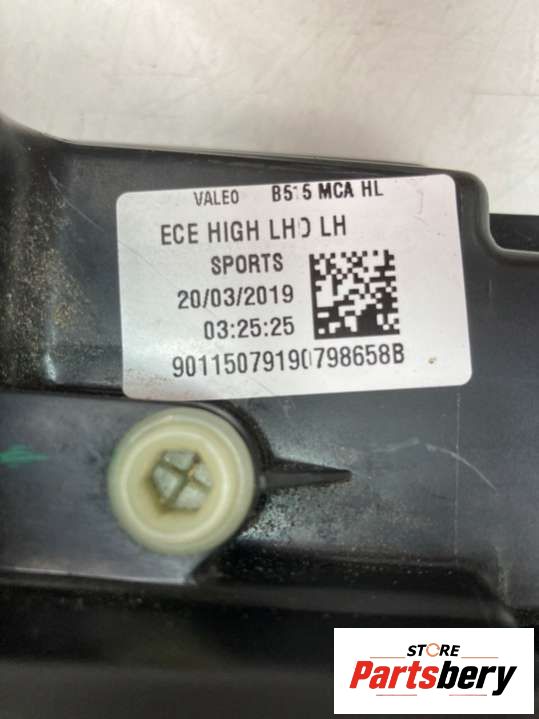 VALEO B515 MCA HL
ECE HIGH LHD LH
SPORTS
20/03/2019
03:25:25
90115079190798658B
STORE
Partsbery